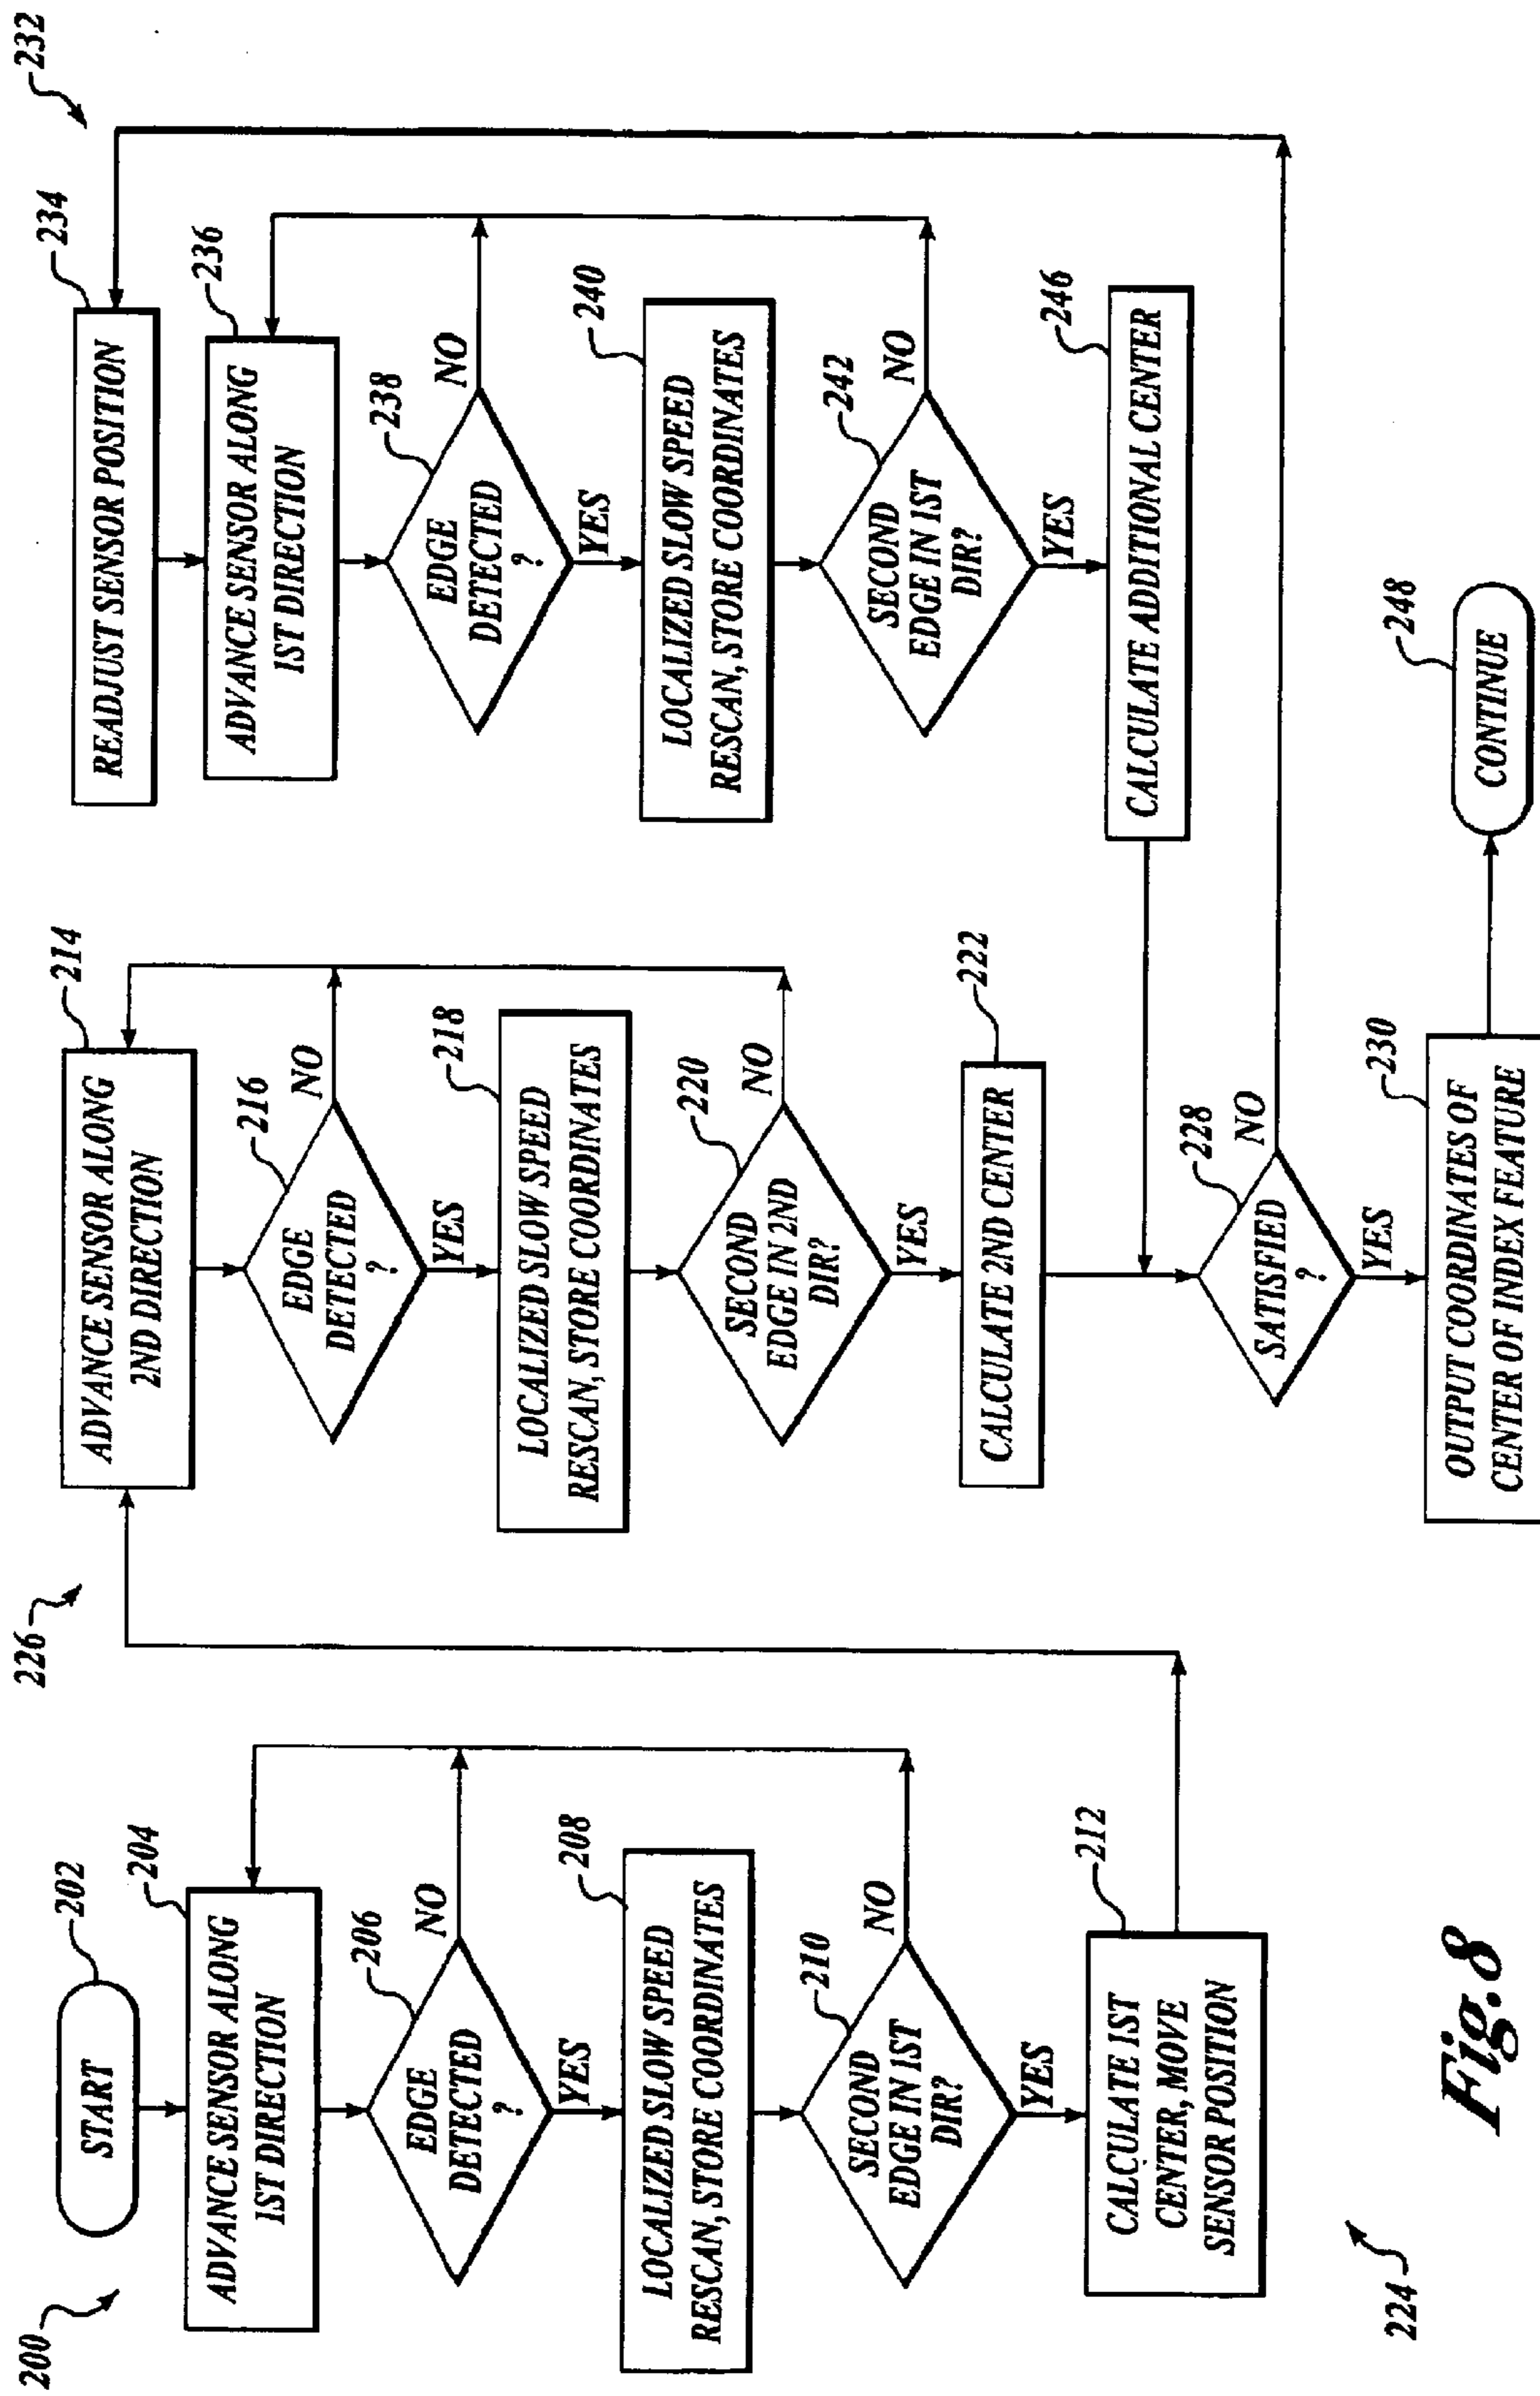 200
START
202
ADVANCE SENSOR ALONG
1ST DIRECTION
204
EDGE
DETECTED
?
206
NO
YES
LOCALIZED SLOW SPEED
RESCAN, STORE COORDINATES
208
SECOND
EDGE IN 1ST
DIR?
210
NO
YES
CALCULATE 1ST
CENTER, MOVE
SENSOR POSITION
212
224
226
ADVANCE SENSOR ALONG
2ND DIRECTION
214
EDGE
DETECTED
?
216
NO
YES
LOCALIZED SLOW SPEED
RESCAN, STORE COORDINATES
218
SECOND
EDGE IN 2ND
DIR?
220
NO
YES
CALCULATE 2ND CENTER
222
SATISFIED
?
228
NO
YES
OUTPUT COORDINATES OF
CENTER OF INDEX FEATURE
230
232
READJUST SENSOR POSITION
234
ADVANCE SENSOR ALONG
1ST DIRECTION
236
EDGE
DETECTED
?
238
NO
YES
LOCALIZED SLOW SPEED
RESCAN, STORE COORDINATES
240
SECOND
EDGE IN 1ST
DIR?
242
NO
YES
CALCULATE ADDITIONAL CENTER
246
CONTINUE
248
Fig.8